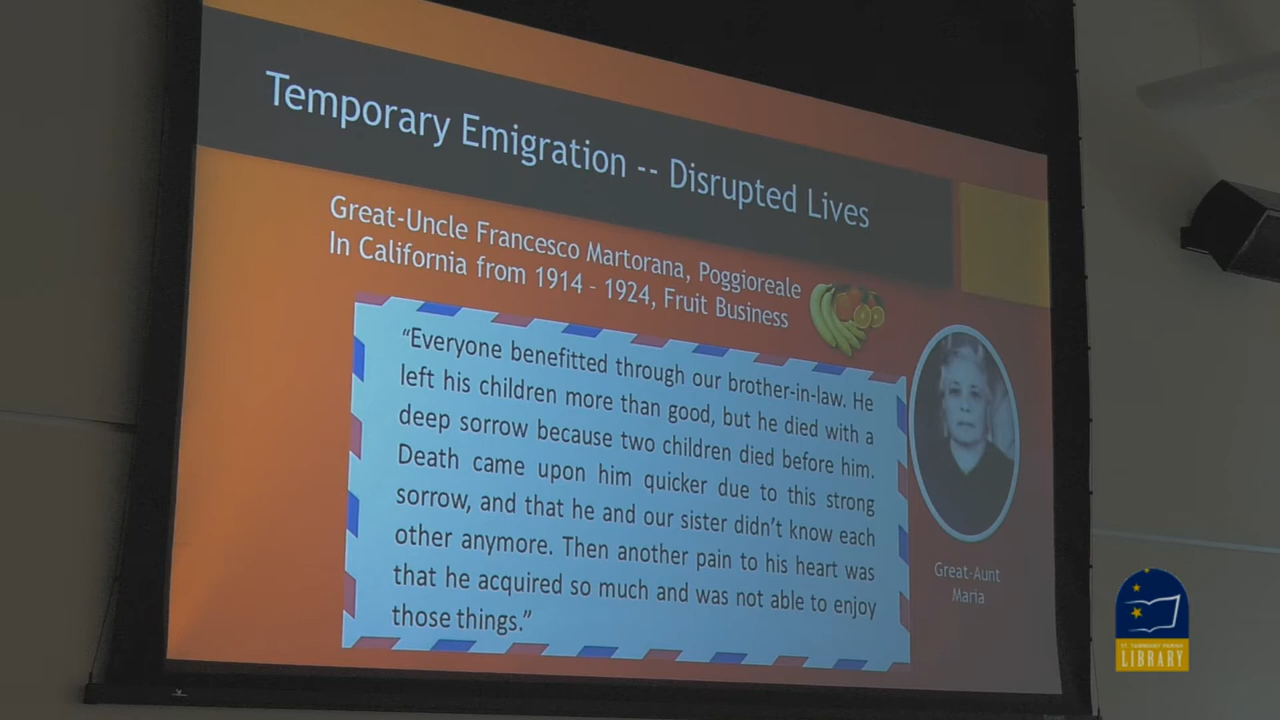 Temporary Emigration -- Disrupted Lives
Great-Uncle Francesco Martorana, Poggioreale
In California from 1914 - 1924, Fruit Business
“Everyone benefitted through our brother-in-law. He
left his children more than good, but he died with a
deep sorrow because two children died before him.
Death came upon him quicker due to this strong
sorrow, and that he and our sister didn’t know each
other anymore. Then another pain to his heart was
that he acquired so much and was not able to enjoy
those things.”
Great-Aunt
Maria
ST. TAMMANY PARISH
LIBRARY